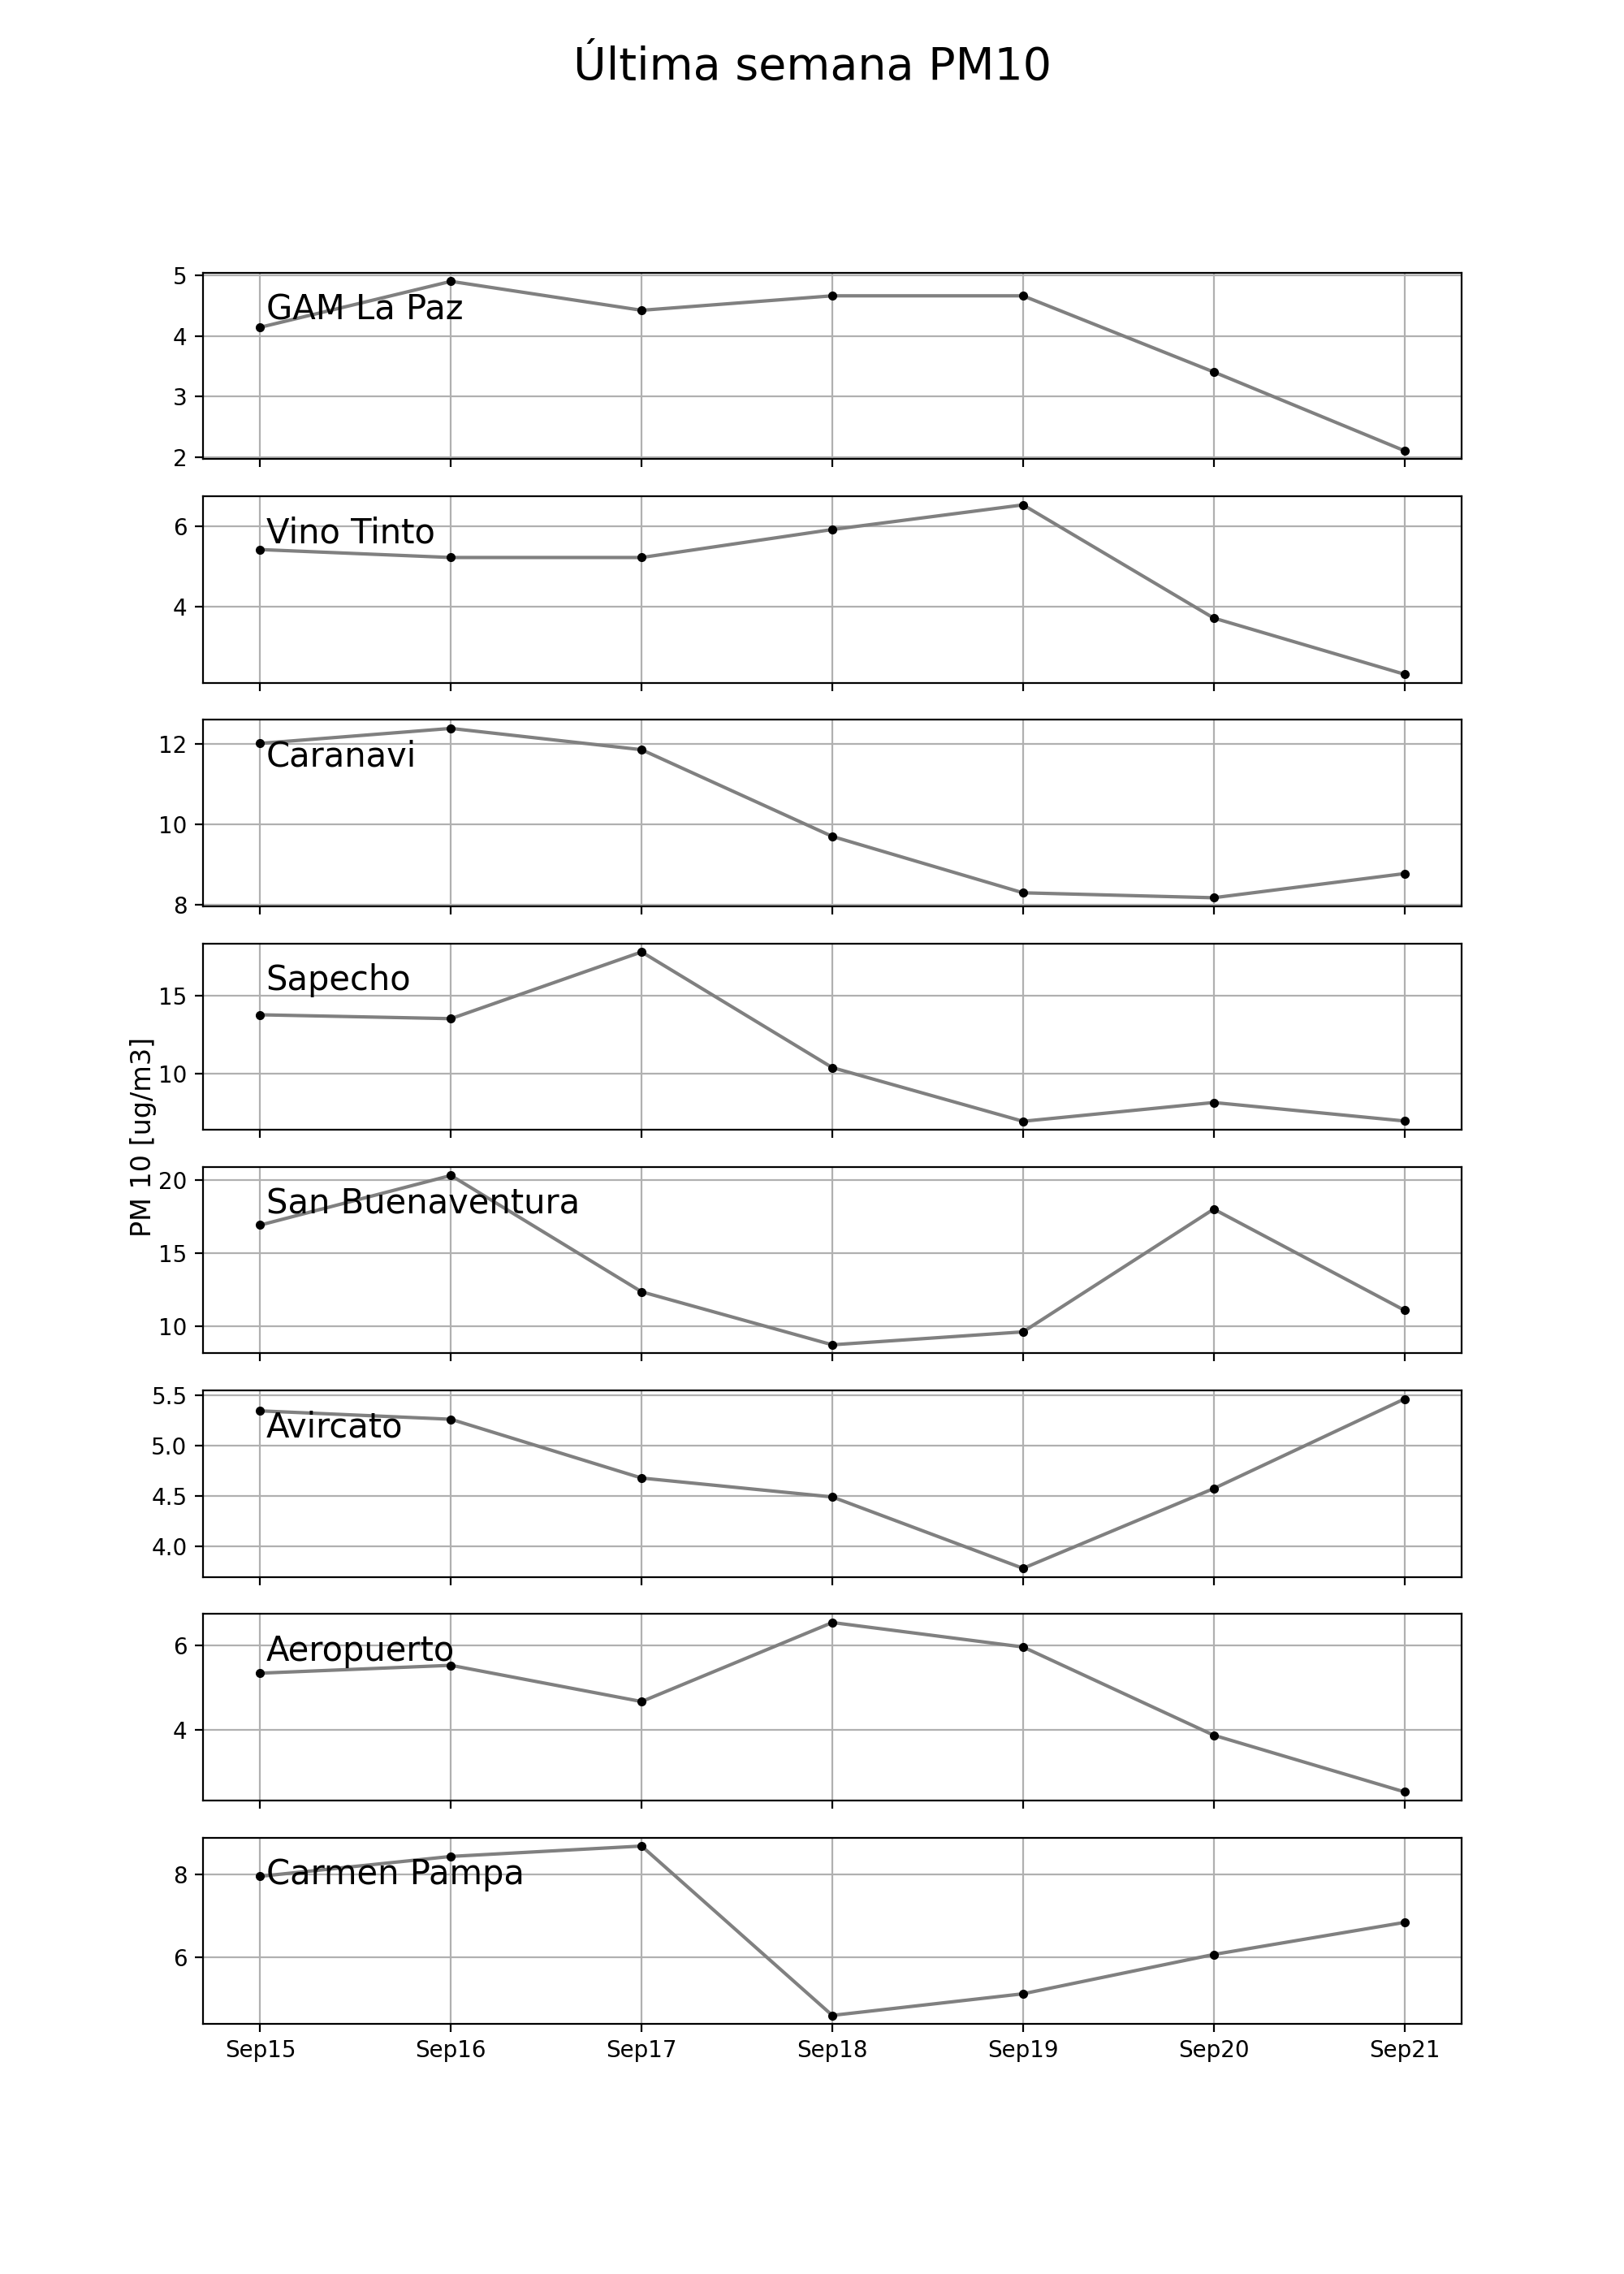 Última semana PM10
5
GAM La Paz
4
3
2
6
Vino Tinto
4
12
Caranavi
10
8
Sapecho
15
10
PM 10 [ug/m3]
20
San Buenaventura
15
10
5.5
Avircato
5.0
4.5
4.0
6
Aeropuerto
4
8
Carmen Pampa
6
Sep15 Sep16 Sep17 Sep18 Sep19 Sep20 Sep21